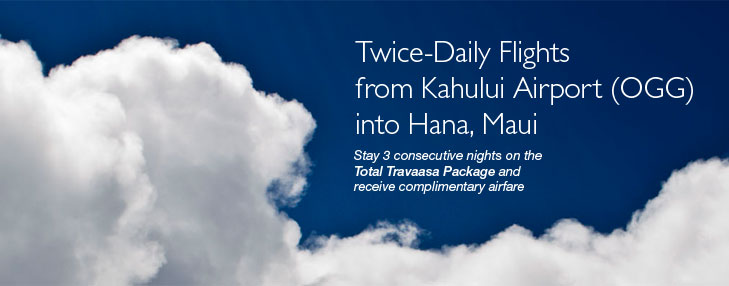 Twice-Daily Flights
from Kahului Airport (OGG)
into Hana, Maui
Stay 3 consecutive nights on the
Total Travaasa Package and
receive complimentary airfare